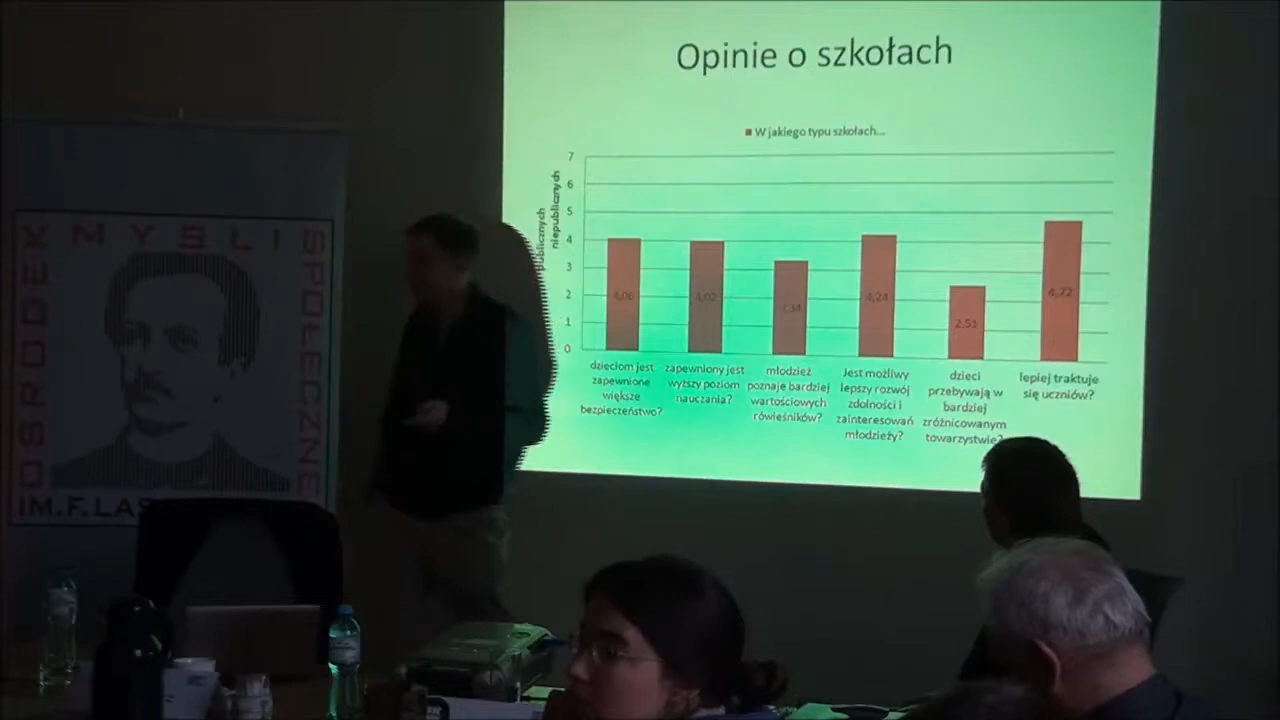 Opinie o szkołach
W jakiego typu szkołach...
publicznych
niepublicznych
7
6
5
4
3
2
1
0
4,06
4,02
4,24
2,51
4,72
dzieciom jest
zapewnione
większe
bezpieczeństwo?
zapewniony jest
wyższy poziom
nauczania?
młodzież
poznaje bardziej
wartościowych
rówieśników?
Jest możliwy
lepszy rozwój
zdolności i
zainteresowań
młodzieży?
dzieci
przebywają w
bardziej
zróżnicowanym
towarzystwie?
lepiej traktuje
się uczniów?
OŚRODEK
MYŚLI
SPOŁECZNEJ
IM.F.LAS